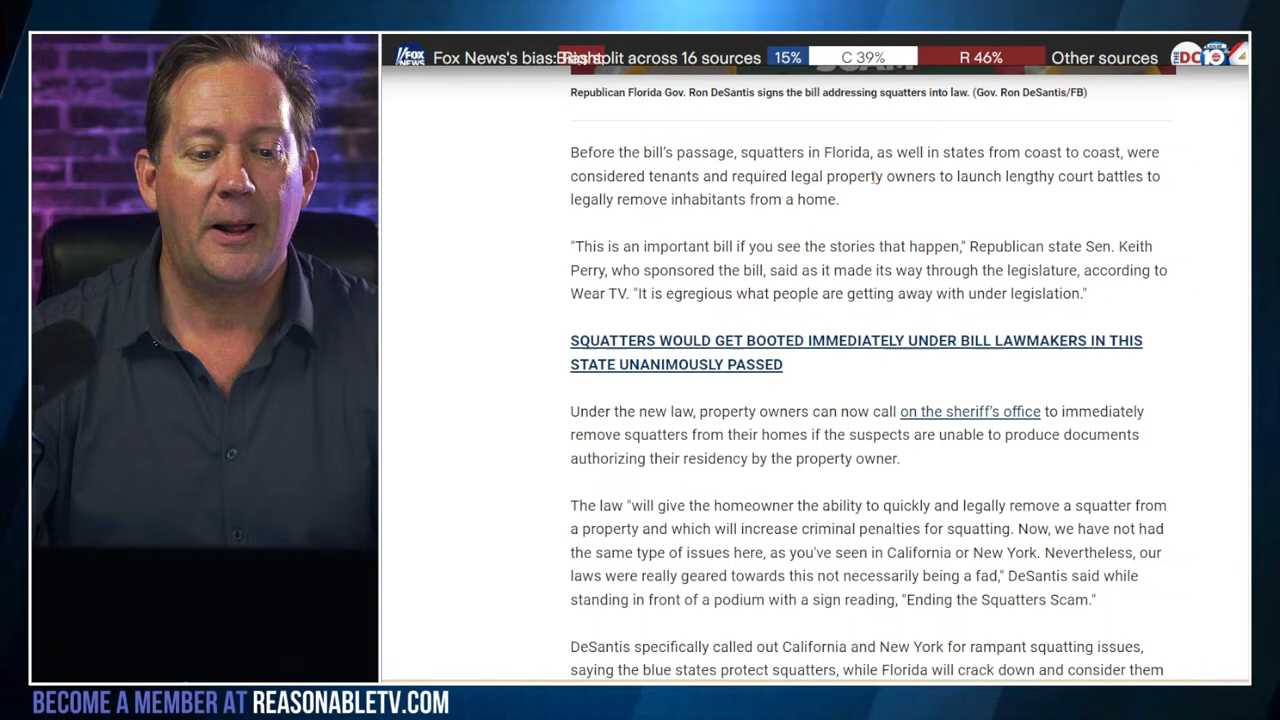 FOX NEWS Fox News's bias: Right split across 16 sources 15% C 39% R 46% Other sources DC 10
Republican Florida Gov. Ron DeSantis signs the bill addressing squatters into law. (Gov. Ron DeSantis/FB)
Before the bill's passage, squatters in Florida, as well in states from coast to coast, were
considered tenants and required legal property owners to launch lengthy court battles to
legally remove inhabitants from a home.
"This is an important bill if you see the stories that happen," Republican state Sen. Keith
Perry, who sponsored the bill, said as it made its way through the legislature, according to
Wear TV. "It is egregious what people are getting away with under legislation."
SQUATTERS WOULD GET BOOTED IMMEDIATELY UNDER BILL LAWMAKERS IN THIS
STATE UNANIMOUSLY PASSED
Under the new law, property owners can now call on the sheriff's office to immediately
remove squatters from their homes if the suspects are unable to produce documents
authorizing their residency by the property owner.
The law "will give the homeowner the ability to quickly and legally remove a squatter from
a property and which will increase criminal penalties for squatting. Now, we have not had
the same type of issues here, as you've seen in California or New York. Nevertheless, our
laws were really geared towards this not necessarily being a fad," DeSantis said while
standing in front of a podium with a sign reading, "Ending the Squatters Scam."
DeSantis specifically called out California and New York for rampant squatting issues,
saying the blue states protect squatters, while Florida will crack down and consider them
BECOME A MEMBER AT REASONABLETV.COM